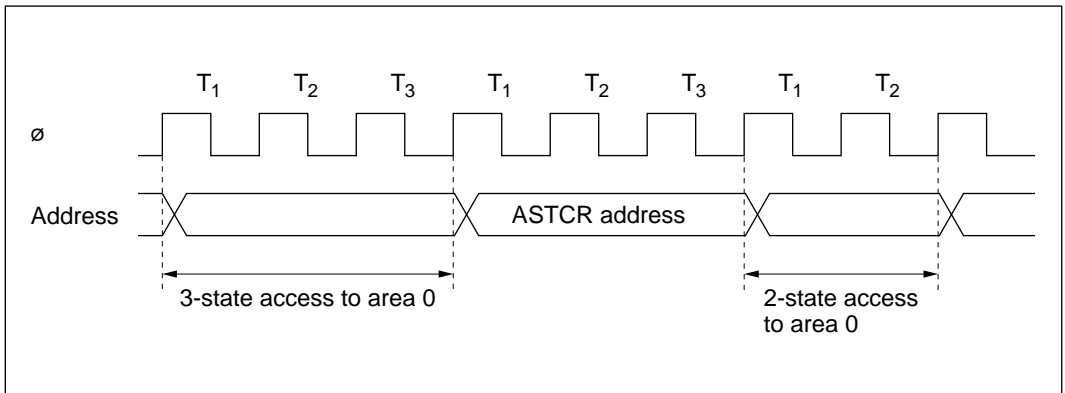 T₁ T₂ T₃ T₁ T₂ T₃ T₁ T₂
ø
Address ASTCR address
3-state access to area 0
2-state access
to area 0